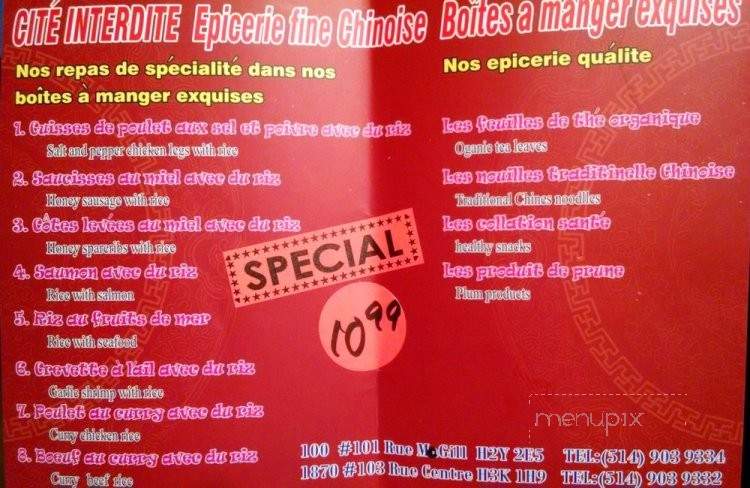 CITÉ INTERDITE Epicerie fine Chinoise Boîtes a manger exquises
Nos repas de spécialité dans nos
boîtes à manger exquises
1. Cuisses de poulet aux sel et poivre avec du riz
Salt and pepper chicken legs with rice
2. Saucisses au miel avec du riz
Honey sausage with rice
3. Côtes levées au miel avec du riz
Honey spareribs with rice
4. Saumon avec du riz
Rice with salmon
5. Riz au fruits de mer
Rice with seafood
6. Crevette à lail avec du riz
Garlic shrimp with rice
7. Poulet au curry avec du riz
Curry chicken rice
8. Bœuf au curry avec du riz
Curry beef rice
SPECIAL
10 99
Nos epicerie quálite
Les feuilles de thé organique
Oganic tea leaves
Les nouilles traditinelle Chinoise
Traditional Chines noodlles
Les collation santé
healthy snacks
Les produit de prune
Plum products
menupix
100 #101 Rue McGill H2Y 2E5 TEL:(514) 903 9334
1870 #103 Rue Centre H3K 1H9 TEL:(514) 903 9332